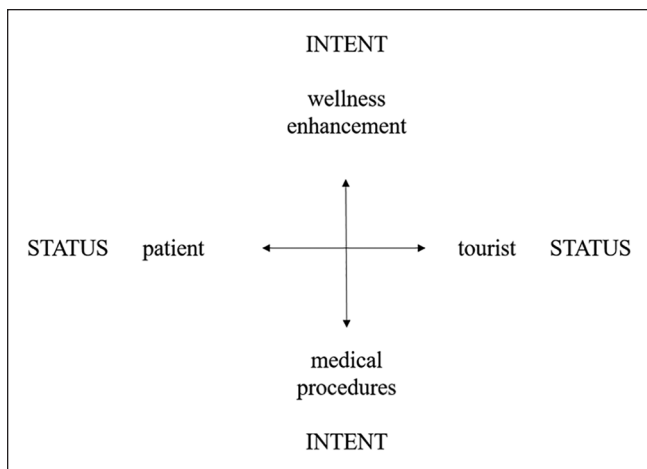 INTENT
wellness
enhancement
STATUS patient tourist STATUS
medical
procedures
INTENT